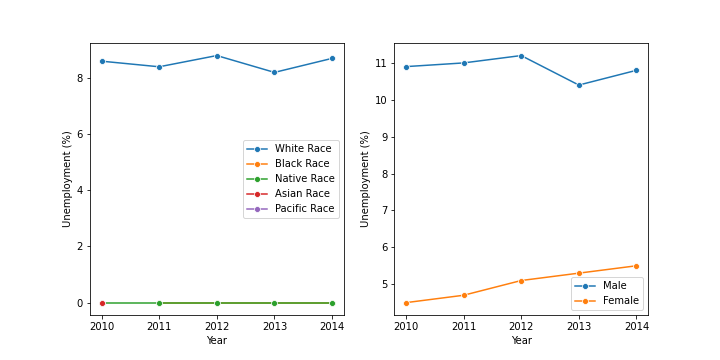 8
6
4
2
0
Unemployment (%)
White Race
Black Race
Native Race
Asian Race
Pacific Race
2010 2011 2012 2013 2014
Year
11
10
9
8
7
6
5
Unemployment (%)
Male
Female
2010 2011 2012 2013 2014
Year